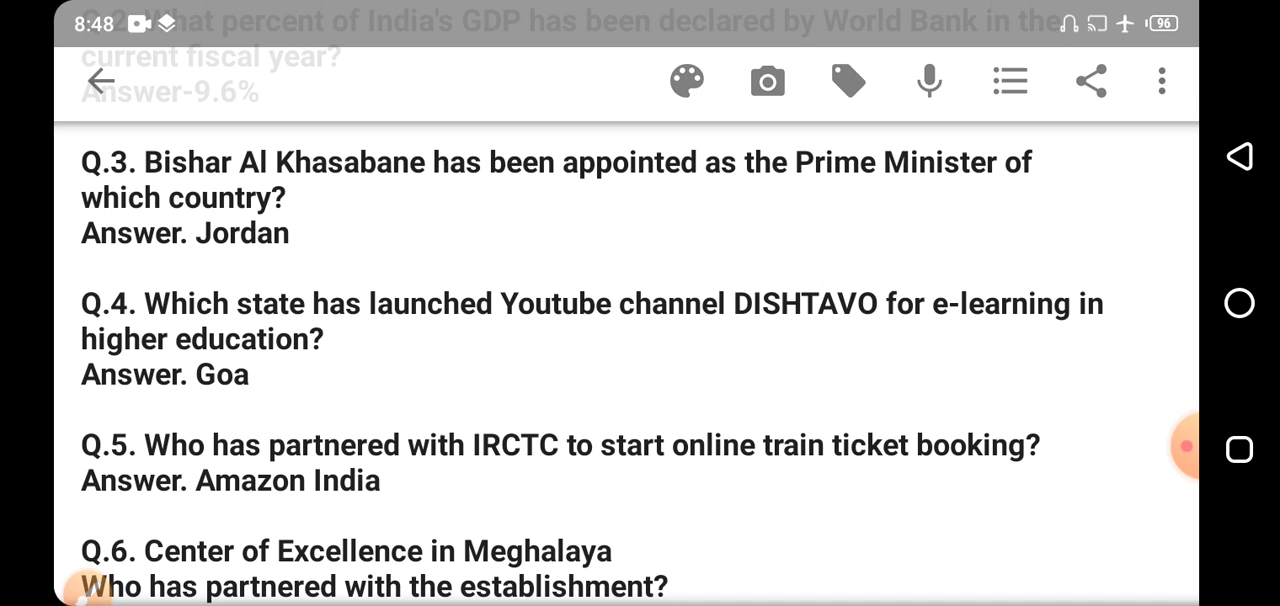 8:48
96
Q.2. What percent of India's GDP has been declared by World Bank in the
current fiscal year?
Answer-9.6%
Q.3. Bishar Al Khasabane has been appointed as the Prime Minister of
which country?
Answer. Jordan
Q.4. Which state has launched Youtube channel DISHTAVO for e-learning in
higher education?
Answer. Goa
Q.5. Who has partnered with IRCTC to start online train ticket booking?
Answer. Amazon India
Q.6. Center of Excellence in Meghalaya
Who has partnered with the establishment?